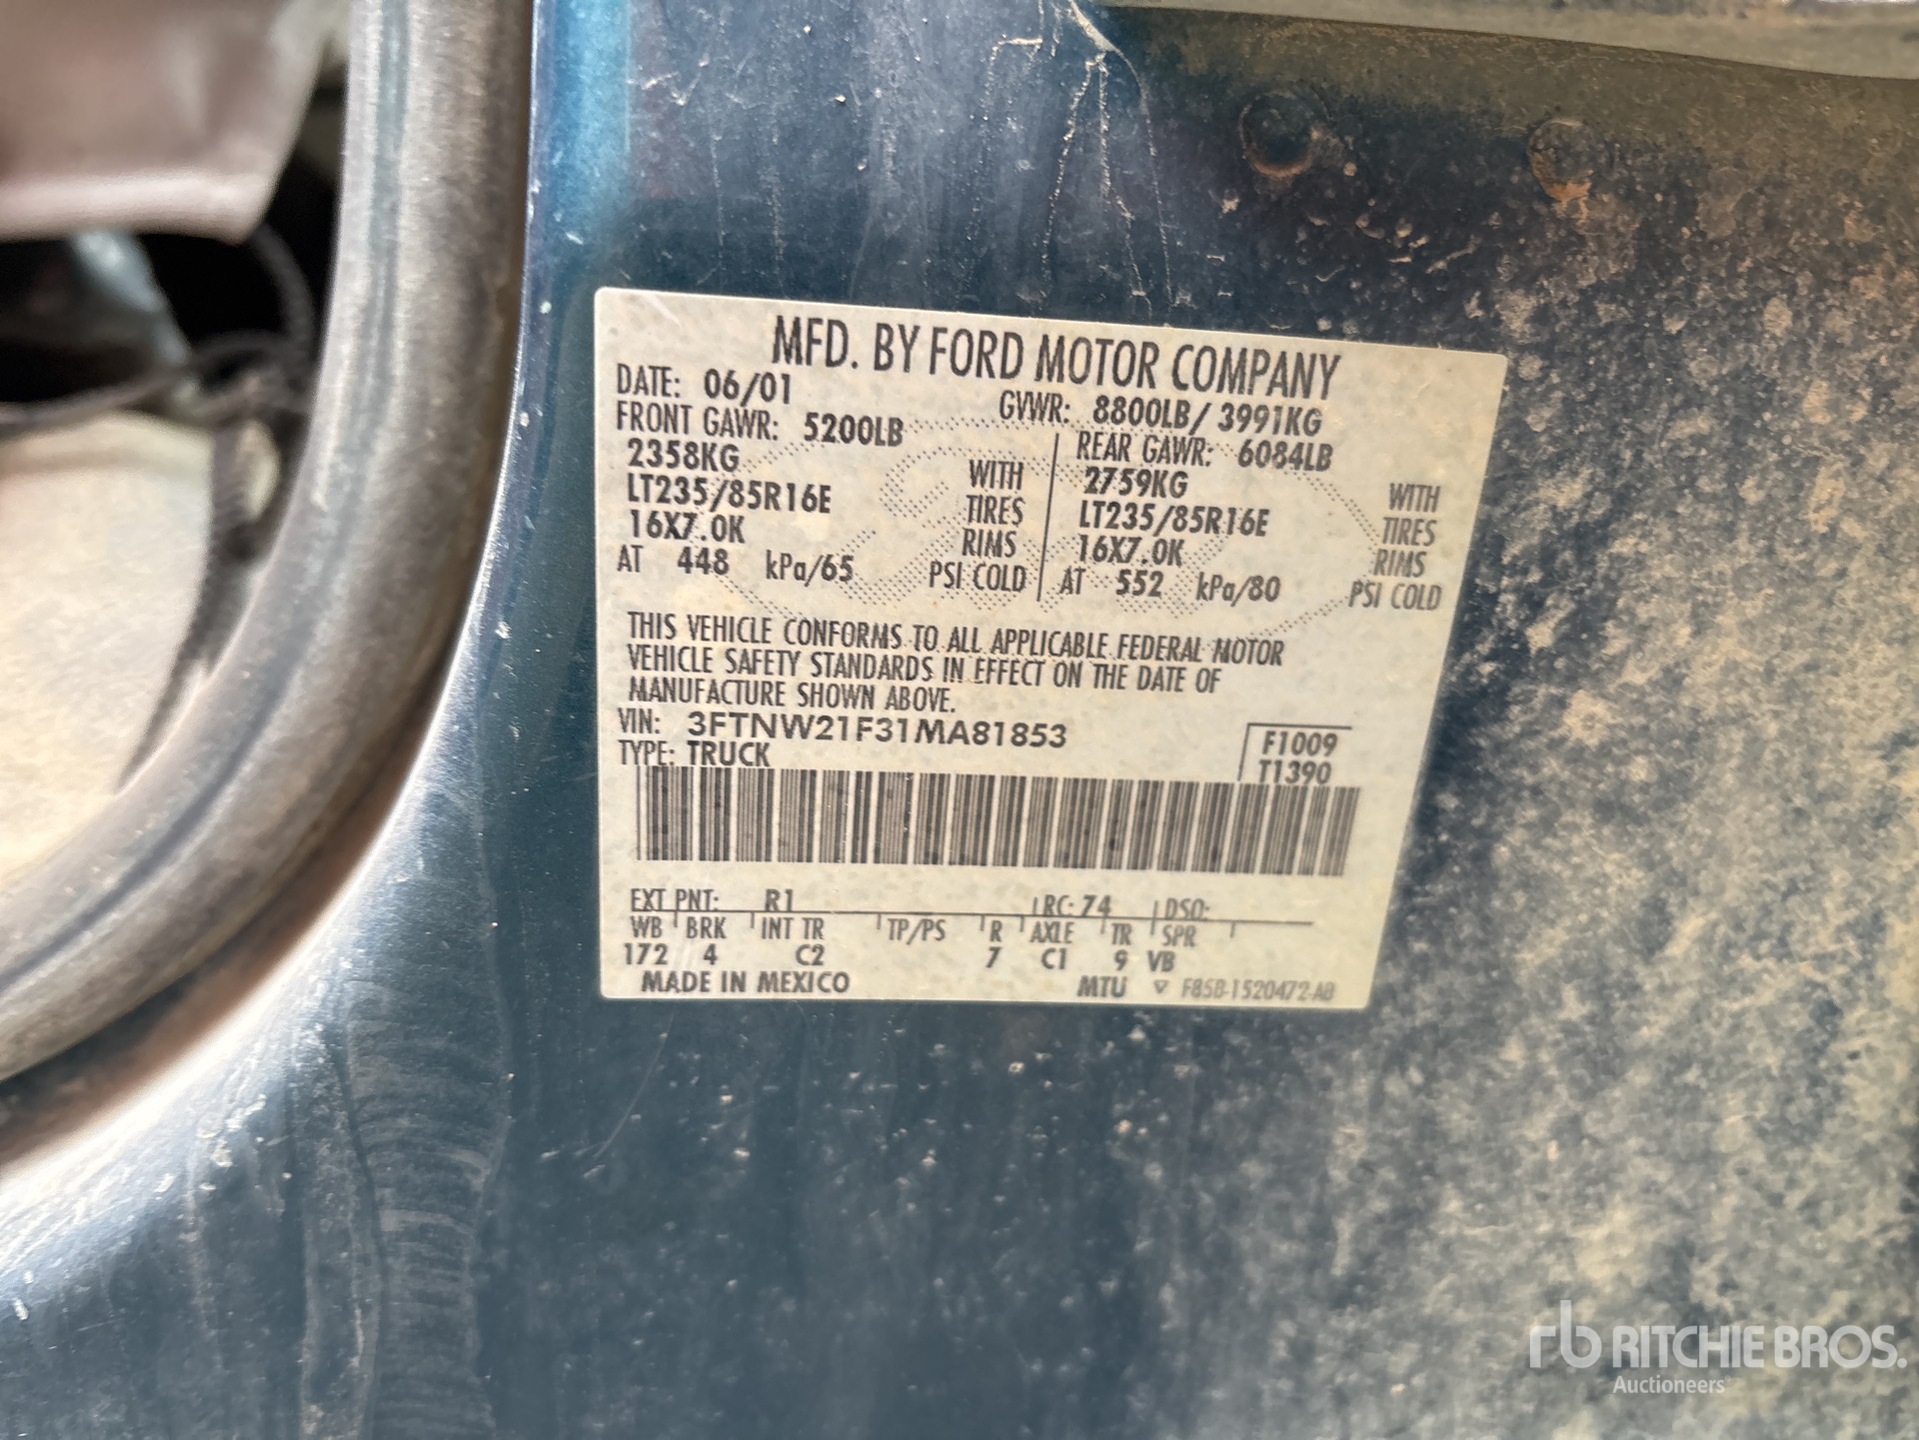 MFD. BY FORD MOTOR COMPANY
DATE: 06/01 GVWR: 8800LB/ 3991KG
FRONT GAWR: 5200LB REAR GAWR: 6084LB
2358KG WITH 2759KG WITH
LT235/85R16E TIRES LT235/85R16E TIRES
16X7.0K RIMS 16X7.0K RIMS
AT 448 kPa/65 PSI COLD AT 552 kPa/80 PSI COLD
THIS VEHICLE CONFORMS TO ALL APPLICABLE FEDERAL MOTOR
VEHICLE SAFETY STANDARDS IN EFFECT ON THE DATE OF
MANUFACTURE SHOWN ABOVE.
VIN: 3FTNW21F31MA81853 F1009
TYPE: TRUCK T1390
EXT PNT: R1 RC: 74 DSO:
WB BRK INT TR TP/PS R AXLE TR SPR
172 4 C2 7 C1 9 VB
MADE IN MEXICO MTU F85B-1520472-AB
rb RITCHIE BROS.
Auctioneers